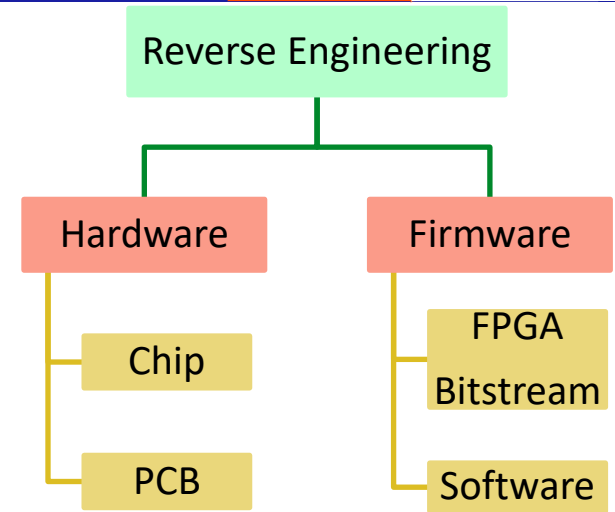 Reverse Engineering
Hardware
Firmware
Chip
FPGA
Bitstream
PCB
Software